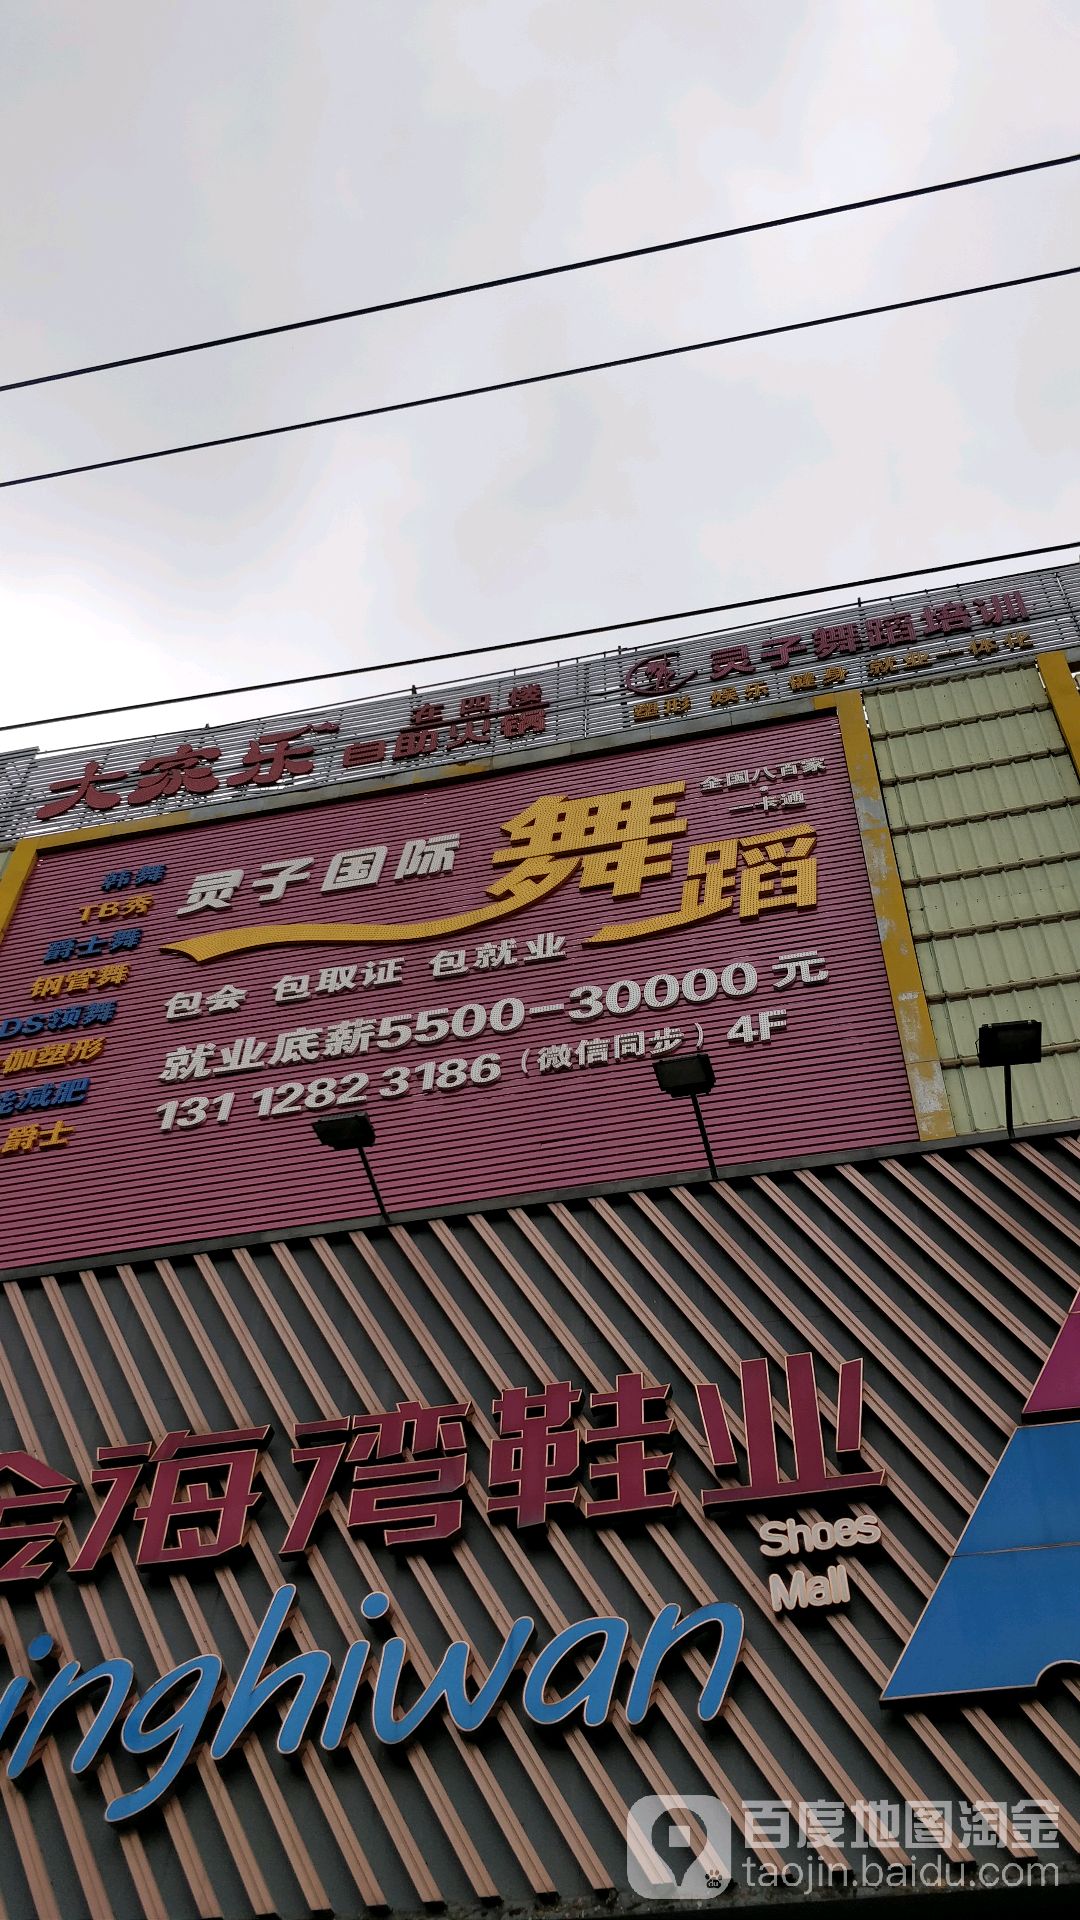 大家乐
在四楼
自助火锅
灵子舞蹈培训
塑形 娱乐 健身 就业一体化
韩舞
TB秀
爵士舞
钢管舞
DS领舞
伽塑形
能减肥
爵士
灵子国际
舞蹈
全国八百家
一卡通
包会 包取证 包就业
就业底薪5500-30000元
131 1282 3186（微信同步）4F
金海湾鞋业
Shoes
Mall
inghiwan
百度地图淘金
taojin.baidu.com